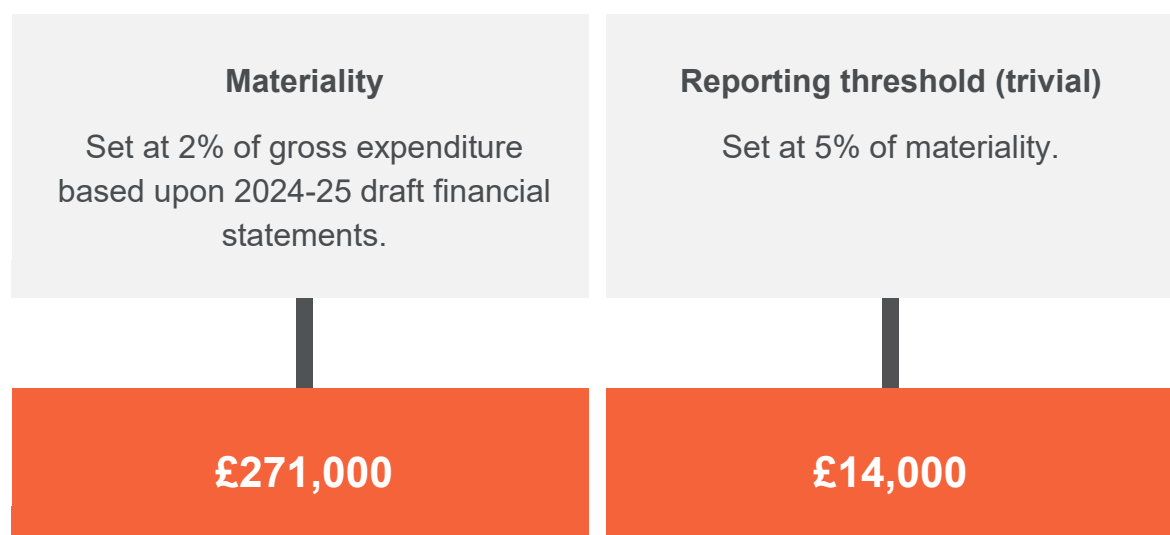 Materiality
Set at 2% of gross expenditure
based upon 2024-25 draft financial
statements.
£271,000
Reporting threshold (trivial)
Set at 5% of materiality.
£14,000